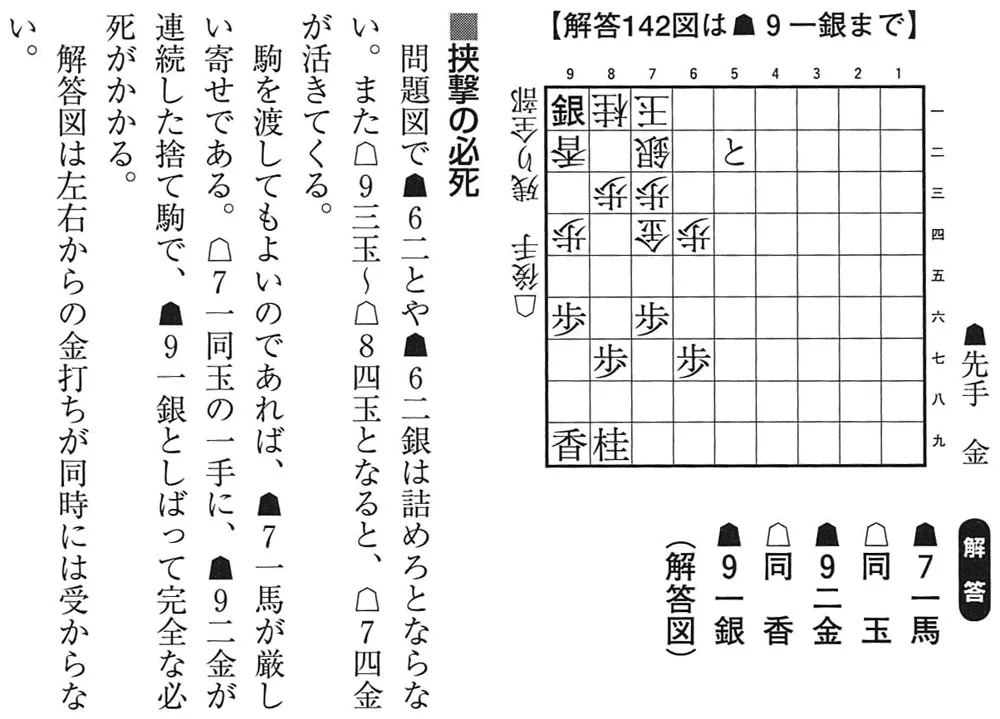 【解答142図は☗9一銀まで】
9 8 7 6 5 4 3 2 1
銀桂王
香銀と
歩歩
歩金歩
歩歩
歩歩
香桂
一
二
三
四
五
六
七
八
九
☖後手 残り全部
☗先手 金
解答
☗7一馬
☖同玉
☗9二金
☖同香
☗9一銀
(解答図)
■挟撃の必死
問題図で☗6二とや☗6二銀は詰めろとならな
い。また☖9三玉〜☖8四玉となると、☖7四金
が活きてくる。
駒を渡してもよいのであれば、☗7一馬が厳し
い寄せである。☖7一同玉の一手に、☗9二金が
連続した捨て駒で、☗9一銀としばって完全な必
死がかかる。
解答図は左右からの金打ちが同時には受からな
い。